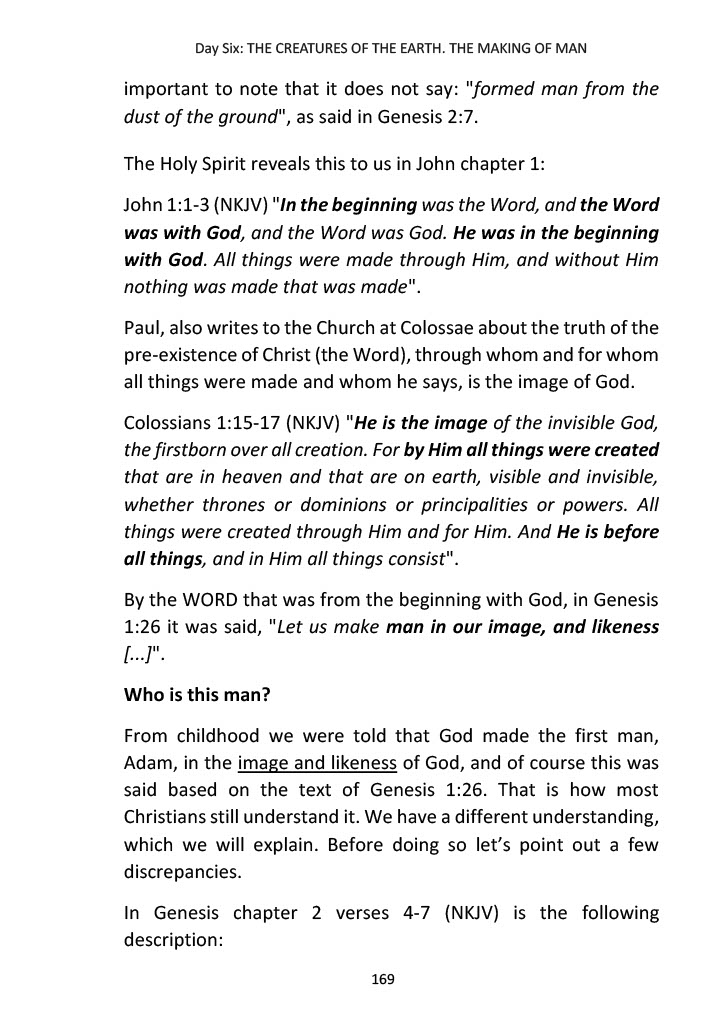 Day Six: THE CREATURES OF THE EARTH. THE MAKING OF MAN
important to note that it does not say: "formed man from the
dust of the ground", as said in Genesis 2:7.
The Holy Spirit reveals this to us in John chapter 1:
John 1:1-3 (NKJV) "In the beginning was the Word, and the Word
was with God, and the Word was God. He was in the beginning
with God. All things were made through Him, and without Him
nothing was made that was made".
Paul, also writes to the Church at Colossae about the truth of the
pre-existence of Christ (the Word), through whom and for whom
all things were made and whom he says, is the image of God.
Colossians 1:15-17 (NKJV) "He is the image of the invisible God,
the firstborn over all creation. For by Him all things were created
that are in heaven and that are on earth, visible and invisible,
whether thrones or dominions or principalities or powers. All
things were created through Him and for Him. And He is before
all things, and in Him all things consist".
By the WORD that was from the beginning with God, in Genesis
1:26 it was said, "Let us make man in our image, and likeness
[...]".
Who is this man?
From childhood we were told that God made the first man,
Adam, in the image and likeness of God, and of course this was
said based on the text of Genesis 1:26. That is how most
Christians still understand it. We have a different understanding,
which we will explain. Before doing so let’s point out a few
discrepancies.
In Genesis chapter 2 verses 4-7 (NKJV) is the following
description:
169